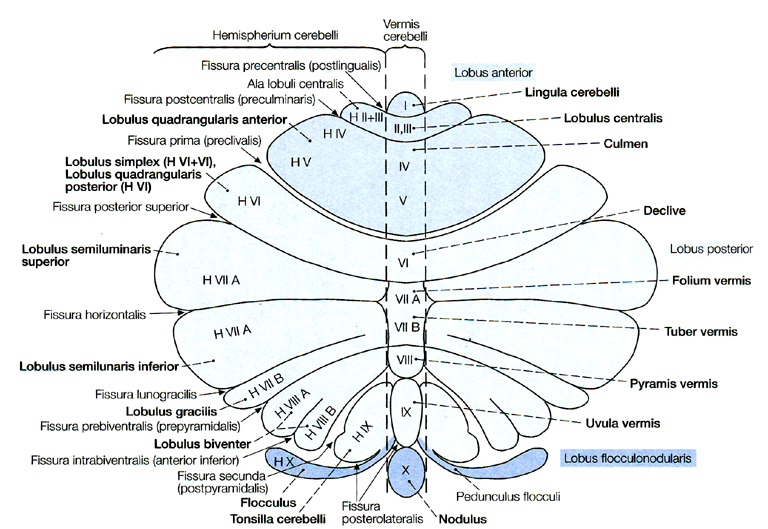 Vermis
cerebelli
Hemispherium cerebelli
Fissura precentralis (postlingualis)
Lobus anterior
Ala lobuli centralis
Lingula cerebelli
Fissura postcentralis (preculminaris)
Lobulus quadrangularis anterior
Lobulus centralis
Fissura prima (preclivalis)
Culmen
Lobulus simplex (H VI+VI),
Lobulus quadrangularis
posterior (H VI)
Fissura posterior superior
Declive
Lobulus semiluminaris
superior
Lobus posterior
Folium vermis
Fissura horizontalis
Tuber vermis
Lobulus semilunaris inferior
Pyramis vermis
Fissura lunogracilis
Lobulus gracilis
Fissura prebiventralis (prepyramidalis)
Uvula vermis
Lobulus biventer
Fissura intrabiventralis (anterior inferior)
Lobus flocculonodularis
Fissura secunda
(postpyramidalis)
Pedunculus flocculi
Flocculus
Fissura
posterolateralis
Tonsilla cerebelli
Nodulus
I
H II+III
II,III
H IV
IV
H V
V
H VI
VI
H VII A
VII A
H VII A
VII B
H VII B
VIII
H VIII A
H VIII B
IX
H IX
H X
X